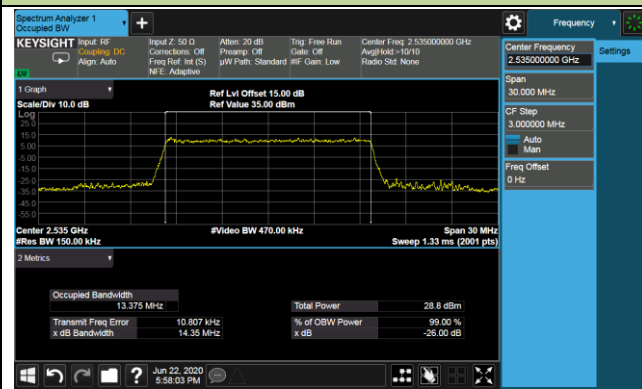 Spectrum Analyzer 1
Occupied BW
Frequency
KEYSIGHT
Input: RF
Coupling: DC
Align: Auto
Input Z: 50 Ω
Corrections: Off
Freq Ref: Int (S)
NFE: Adaptive
Atten: 20 dB
Preamp: Off
µW Path: Standard
Trig: Free Run
Gate: Off
#IF Gain: Low
Center Freq: 2.535000000 GHz
Avg|Hold:>10/10
Radio Std: None
Center Frequency
2.535000000 GHz
Settings
Span
30.000 MHz
CF Step
3.000000 MHz
Auto
Man
Freq Offset
0 Hz
1 Graph
Scale/Div 10.0 dB
Ref Lvl Offset 15.00 dB
Ref Value 35.00 dBm
Log
25.0
15.0
5.00
-5.00
-15.0
-25.0
-35.0
-45.0
-55.0
Center 2.535 GHz
#Video BW 470.00 kHz
Span 30 MHz
#Res BW 150.00 kHz
Sweep 1.33 ms (2001 pts)
2 Metrics
Occupied Bandwidth
13.375 MHz
Total Power 28.8 dBm
Transmit Freq Error 10.807 kHz
% of OBW Power 99.00 %
x dB Bandwidth 14.35 MHz
x dB -26.00 dB
Jun 22, 2020
5:58:03 PM